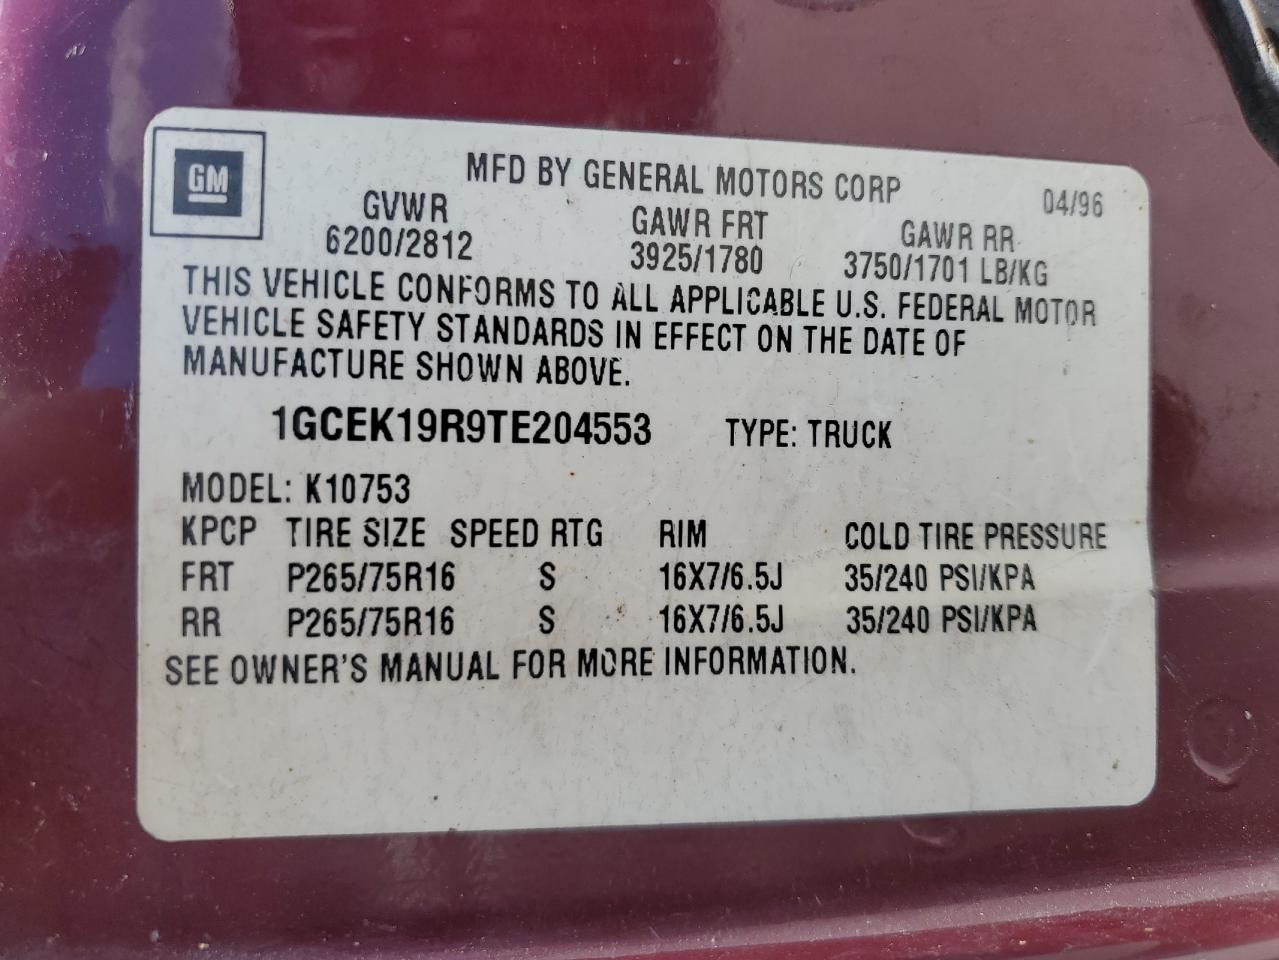 GM
MFD BY GENERAL MOTORS CORP 04/96
GVWR GAWR FRT GAWR RR
6200/2812 3925/1780 3750/1701 LB/KG
THIS VEHICLE CONFORMS TO ALL APPLICABLE U.S. FEDERAL MOTOR
VEHICLE SAFETY STANDARDS IN EFFECT ON THE DATE OF
MANUFACTURE SHOWN ABOVE.
1GCEK19R9TE204553 TYPE: TRUCK
MODEL: K10753
KPCP TIRE SIZE SPEED RTG RIM COLD TIRE PRESSURE
FRT P265/75R16 S 16X7/6.5J 35/240 PSI/KPA
RR P265/75R16 S 16X7/6.5J 35/240 PSI/KPA
SEE OWNER'S MANUAL FOR MORE INFORMATION.